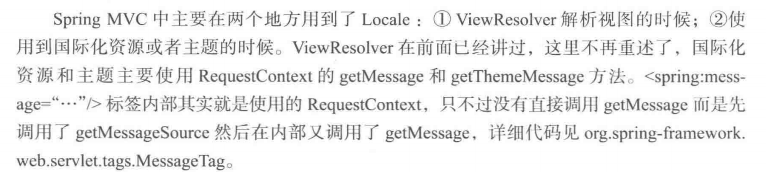 Spring MVC 中主要在两个地方用到了 Locale：① ViewResolver 解析视图的时候；②使
用到国际化资源或者主题的时候。ViewResolver 在前面已经讲过，这里不再重述了，国际化
资源和主题主要使用 RequestContext 的 getMessage 和 getThemeMessage 方法。<spring:mess-
age=“…”/> 标签内部其实就是使用的 RequestContext，只不过没有直接调用 getMessage 而是先
调用了 getMessageSource 然后在内部又调用了 getMessage，详细代码见 org.spring-framework.
web.servlet.tags.MessageTag。